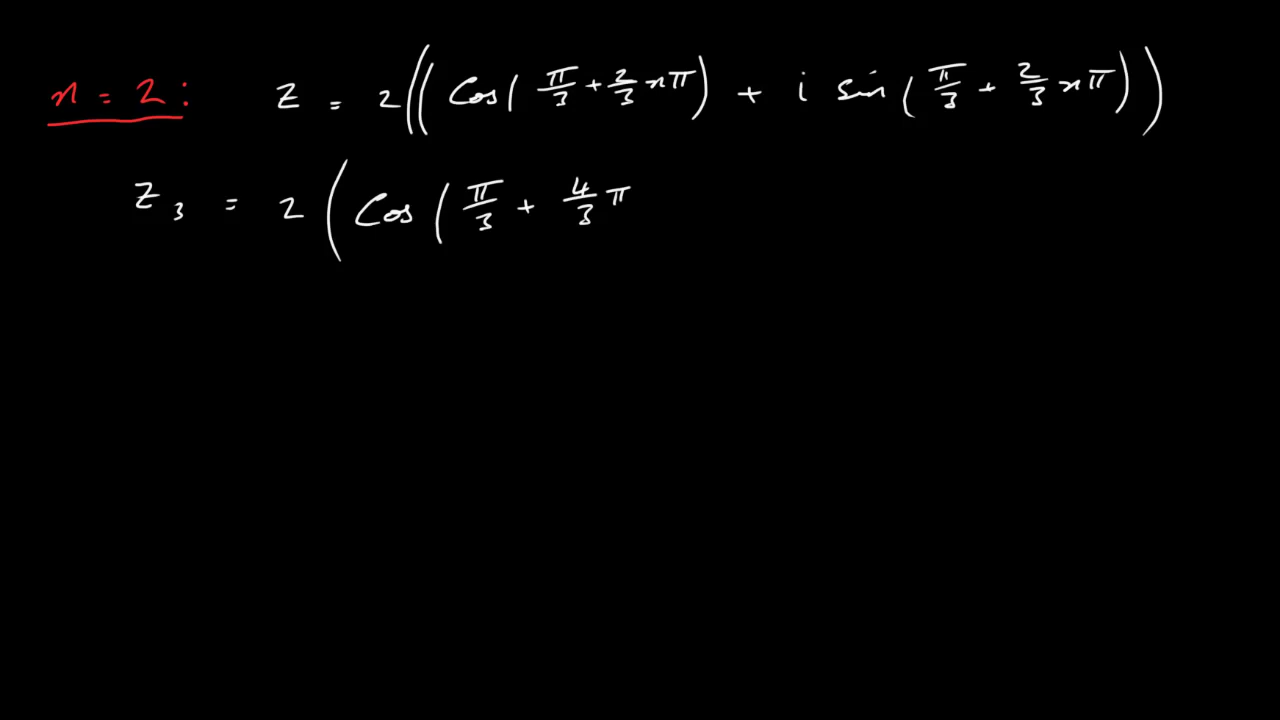 n = 2 : z = 2((cos(π/3 + 2/3 nπ) + i sin(π/3 + 2/3 nπ))
z₃ = 2(cos(π/3 + 4/3 π